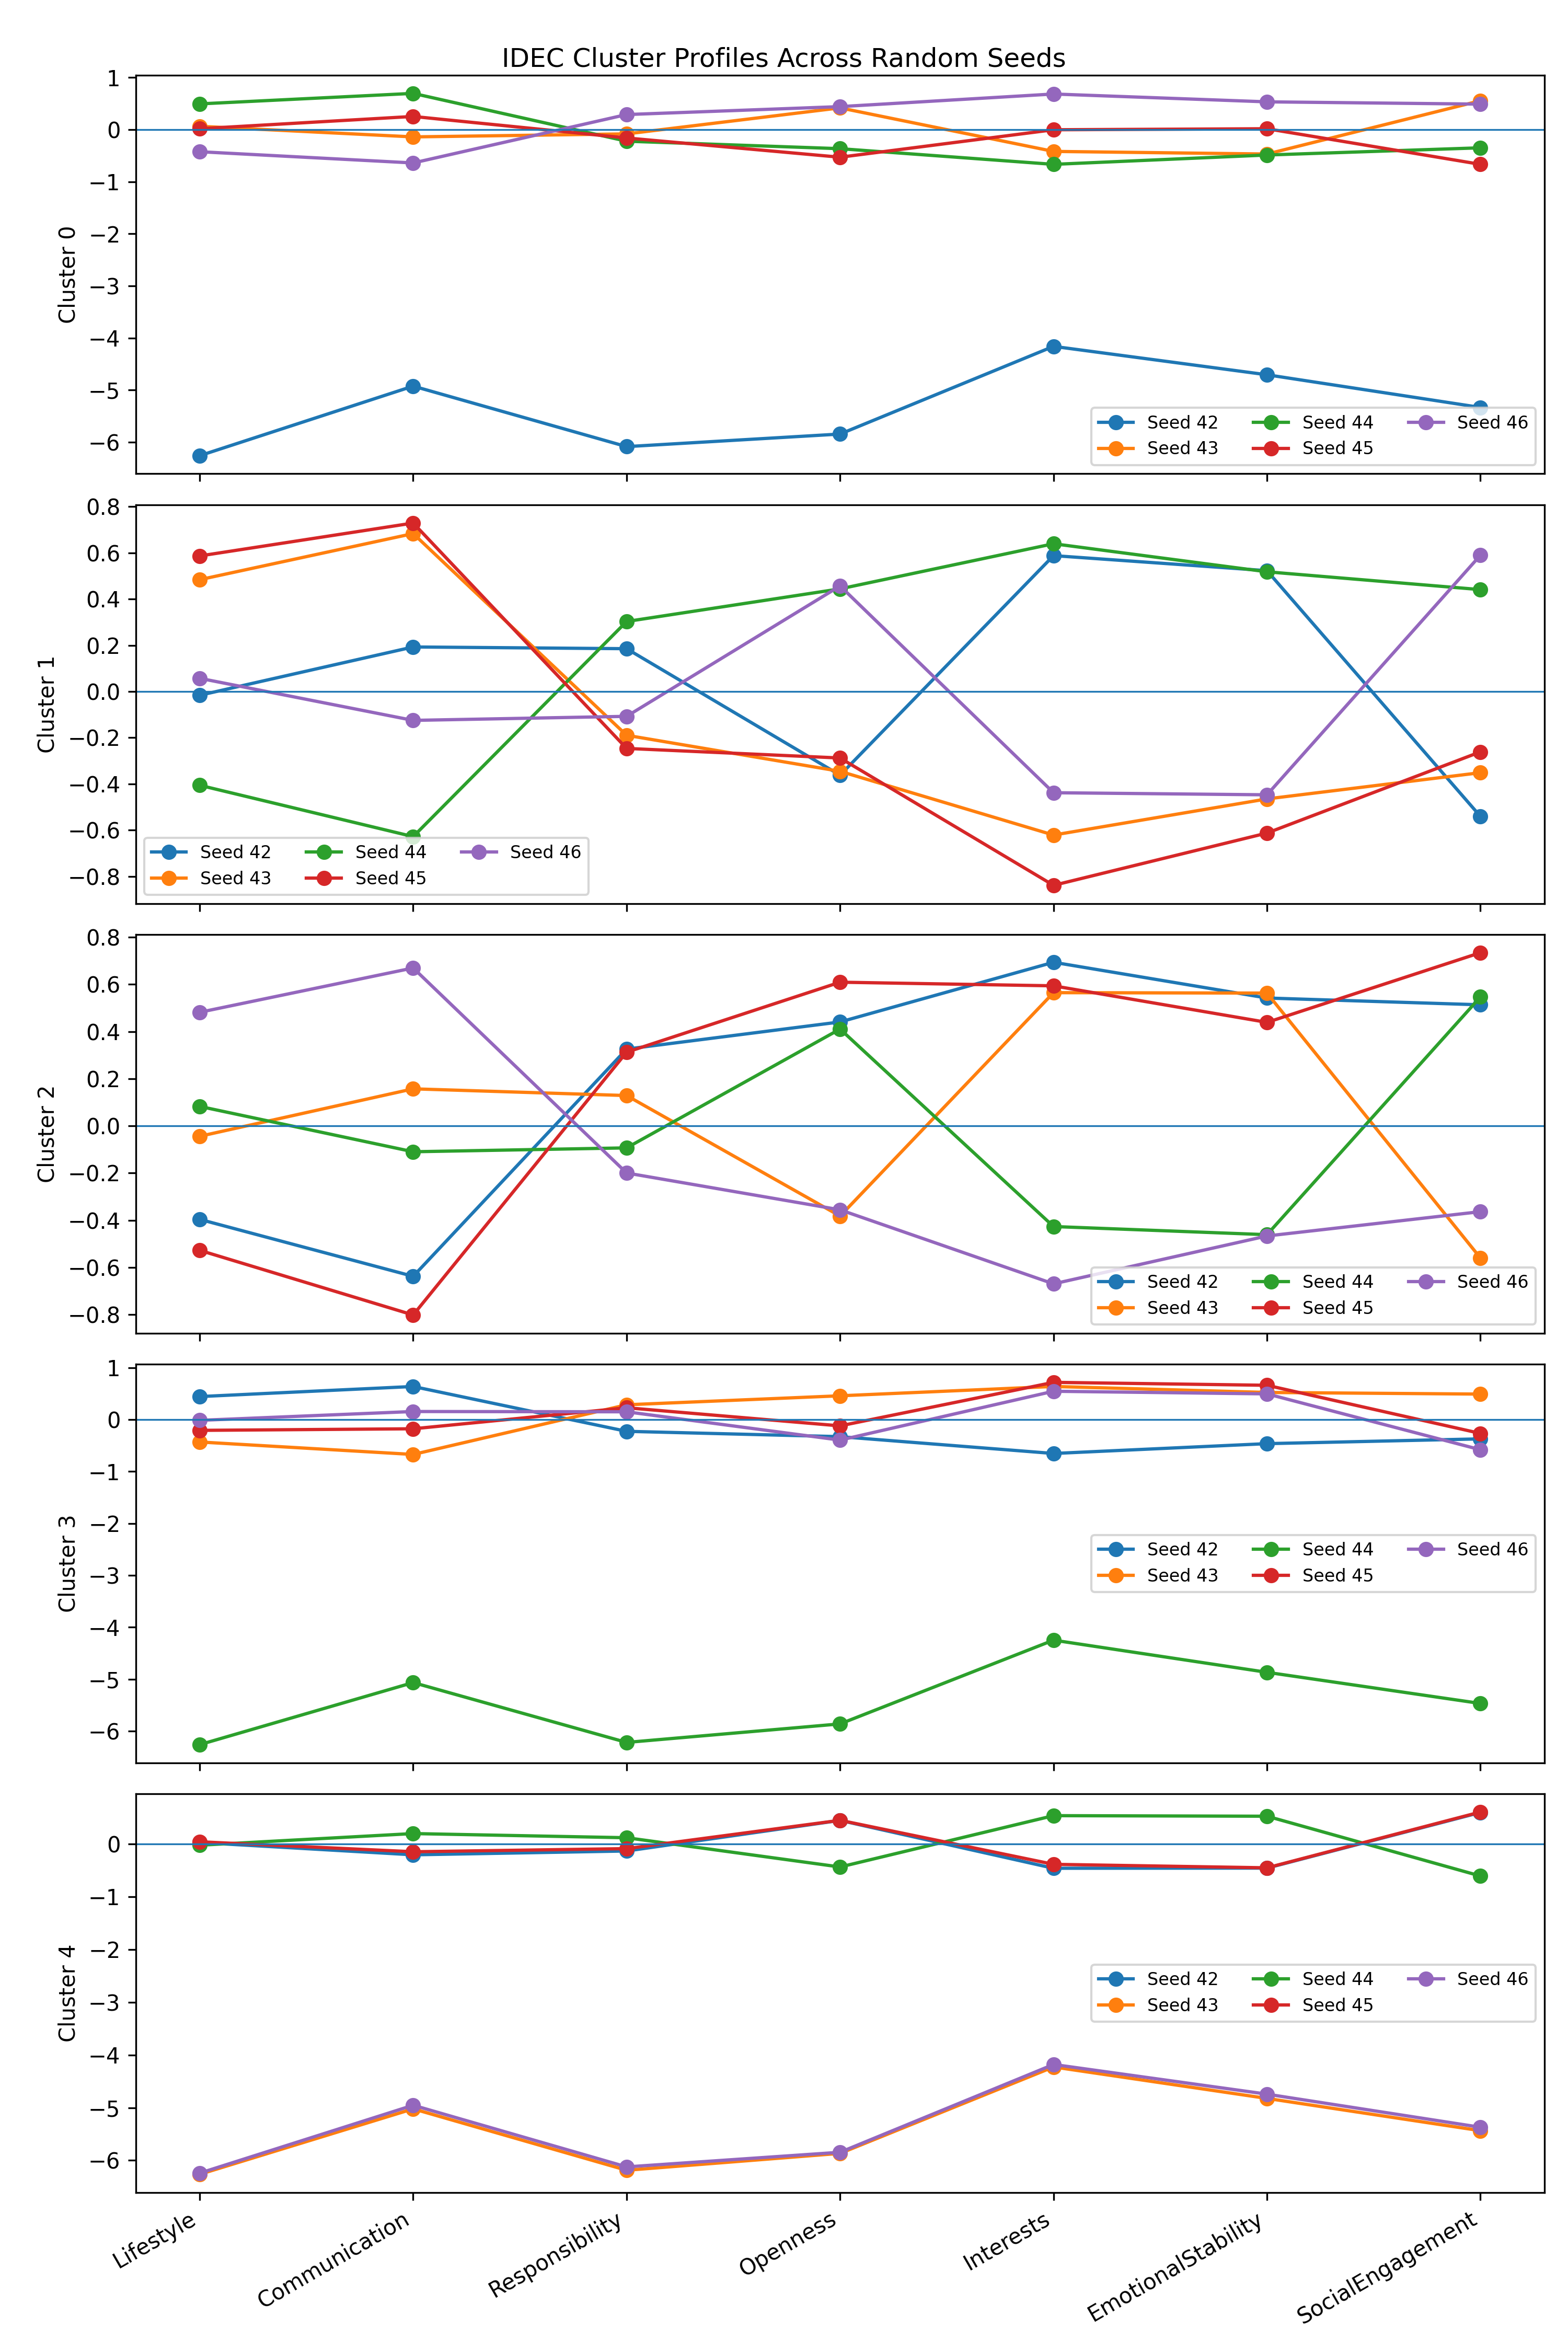 IDEC Cluster Profiles Across Random Seeds
1
0
−1
−2
−3
−4
−5
−6
Cluster 0
Seed 42 Seed 44 Seed 46
Seed 43 Seed 45
0.8
0.6
0.4
0.2
0.0
−0.2
−0.4
−0.6
−0.8
Cluster 1
Seed 42 Seed 44 Seed 46
Seed 43 Seed 45
0.8
0.6
0.4
0.2
0.0
−0.2
−0.4
−0.6
−0.8
Cluster 2
Seed 42 Seed 44 Seed 46
Seed 43 Seed 45
1
0
−1
−2
−3
−4
−5
−6
Cluster 3
Seed 42 Seed 44 Seed 46
Seed 43 Seed 45
0
−1
−2
−3
−4
−5
−6
Cluster 4
Seed 42 Seed 44 Seed 46
Seed 43 Seed 45
Lifestyle
Communication
Responsibility
Openness
Interests
EmotionalStability
SocialEngagement